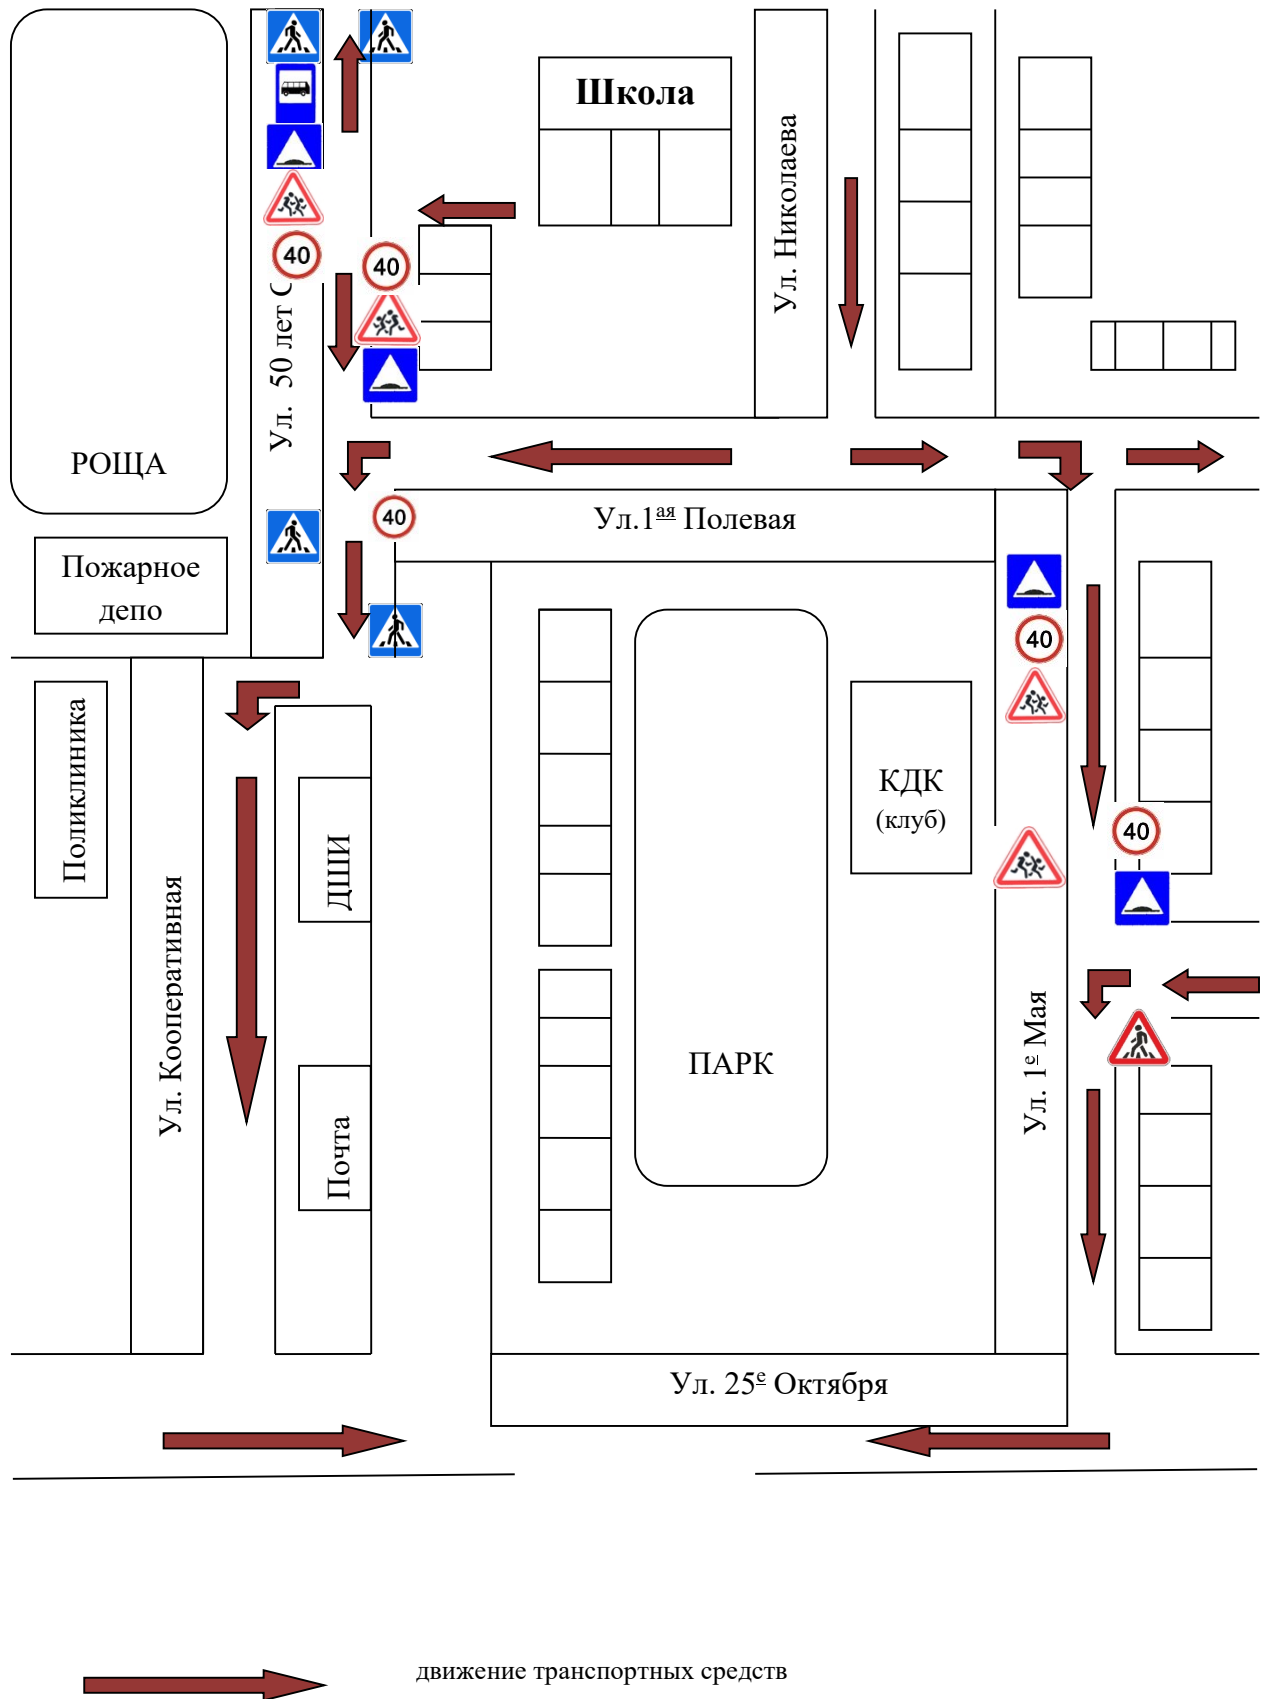 Школа
Ул. Николаева
40
40
Ул. 50 лет С
РОЩА
40
Ул.1ая Полевая
Пожарное
депо
40
Поликлиника
КДК
(клуб)
40
ДШИ
Ул. Кооперативная
Ул. 1е Мая
ПАРК
Почта
Ул. 25е Октября
движение транспортных средств